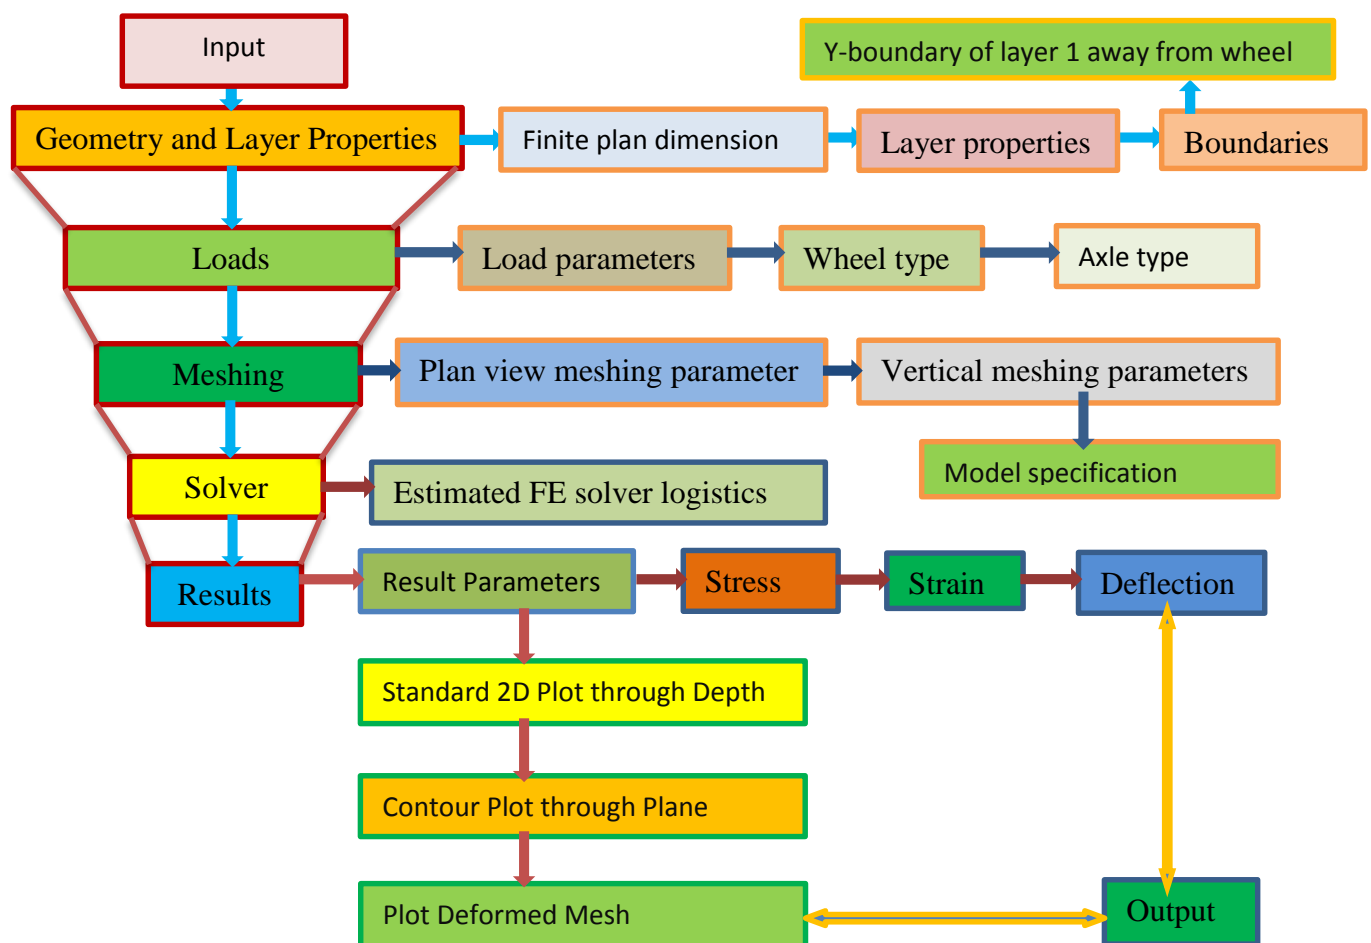 Input
Y-boundary of layer 1 away from wheel
Geometry and Layer Properties
Finite plan dimension
Layer properties
Boundaries
Loads
Load parameters
Wheel type
Axle type
Meshing
Plan view meshing parameter
Vertical meshing parameters
Model specification
Solver
Estimated FE solver logistics
Results
Result Parameters
Stress
Strain
Deflection
Standard 2D Plot through Depth
Contour Plot through Plane
Plot Deformed Mesh
Output